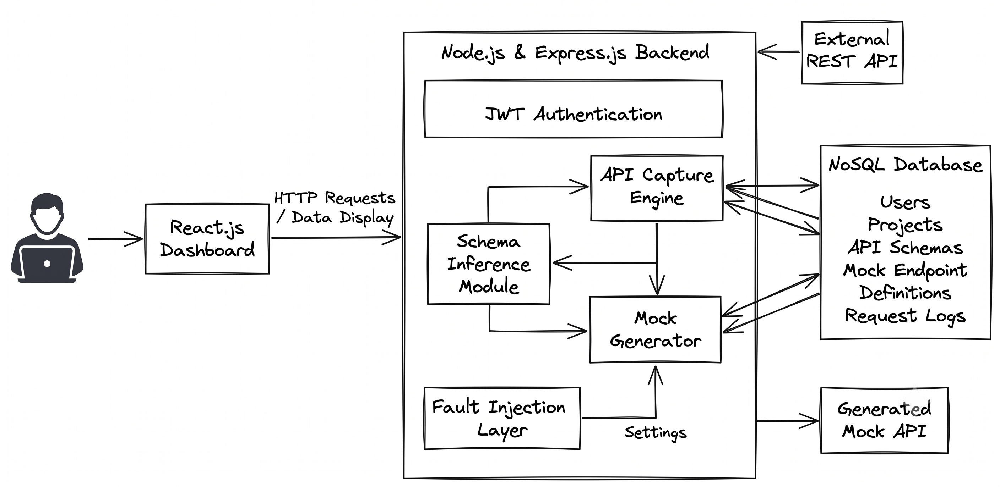 Node.js & Express.js Backend
External
REST API
JWT Authentication
API Capture
Engine
NoSQL Database
Users
Projects
API Schemas
Mock Endpoint
Definitions
Request Logs
HTTP Requests
/ Data Display
React.js
Dashboard
Schema
Inference
Module
Mock
Generator
Fault Injection
Layer
Settings
Generated
Mock API